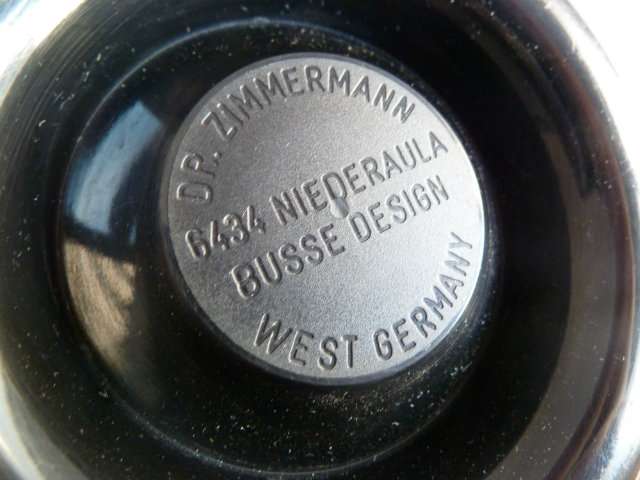 DR. ZIMMERMANN
6434 NIEDERAULA
BUSSE DESIGN
WEST GERMANY